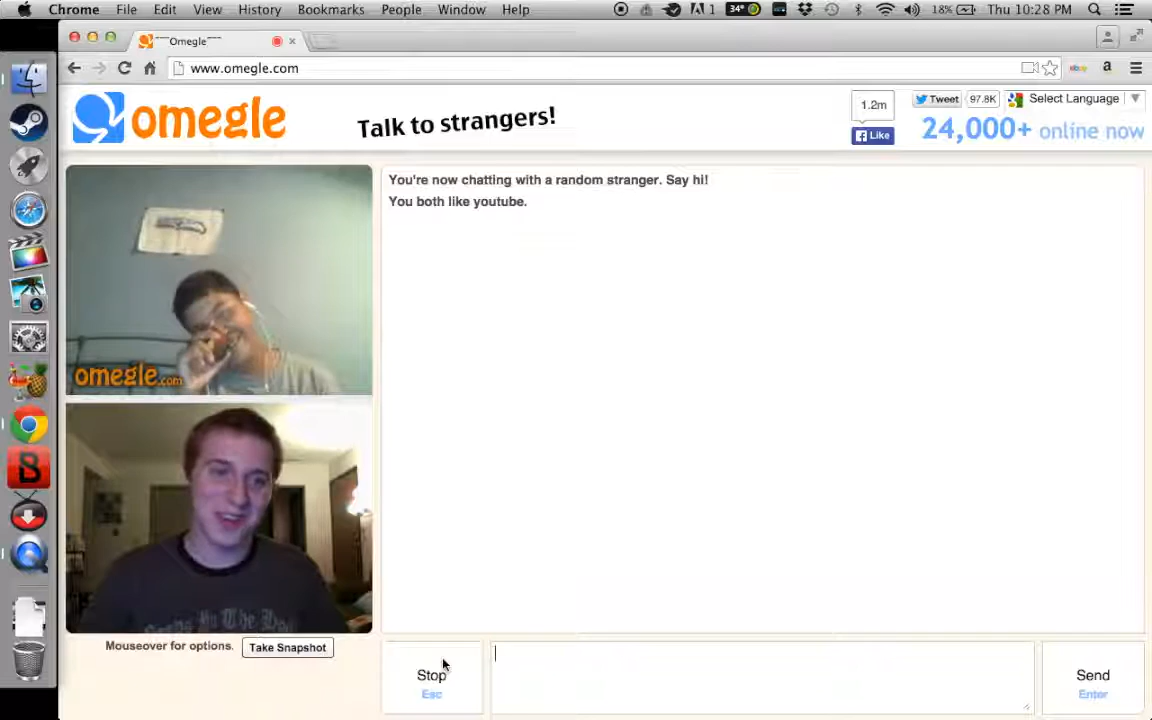 Chrome File Edit View History Bookmarks People Window Help
1 34° 18% Thu 10:28 PM
Omegle
www.omegle.com
ebay a
omegle
Talk to strangers!
1.2m
Like
Tweet 97.8K
Select Language ▼
24,000+ online now
You're now chatting with a random stranger. Say hi!
You both like youtube.
omegle.com
Mouseover for options.
Take Snapshot
Stop
Esc
Send
Enter